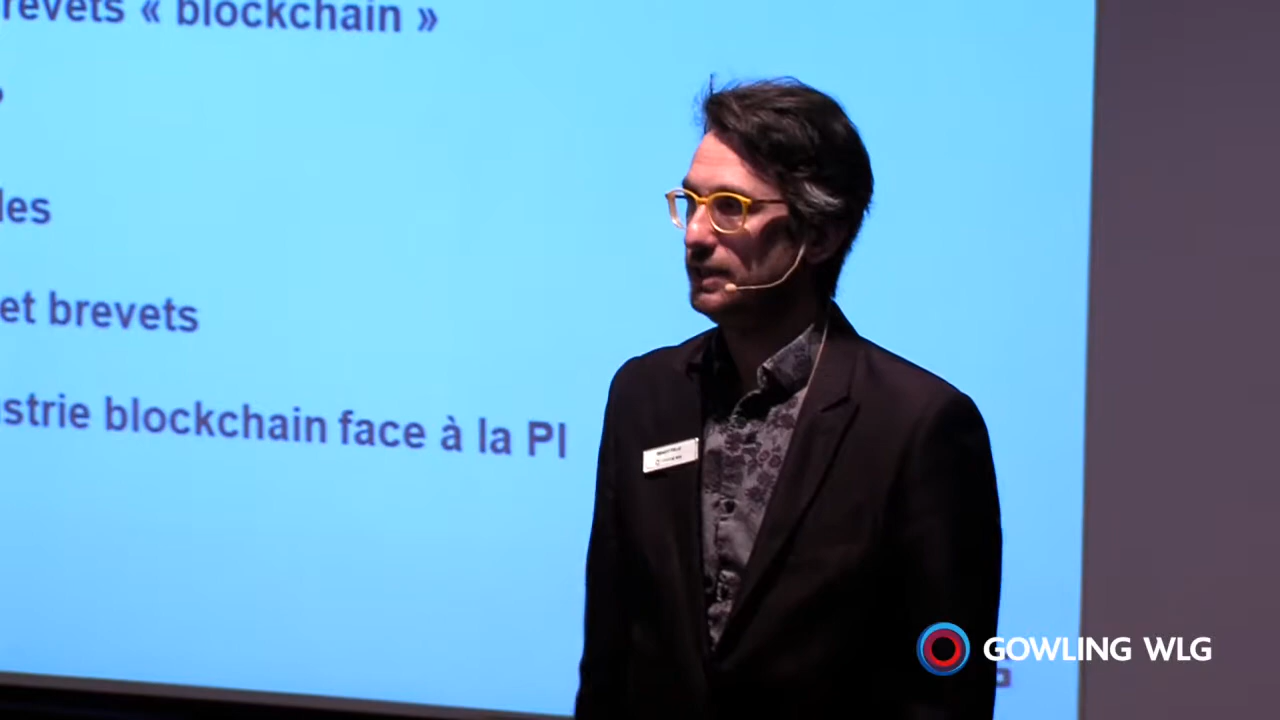 revets « blockchain »
les
et brevets
strie blockchain face à la PI
GOWLING WLG